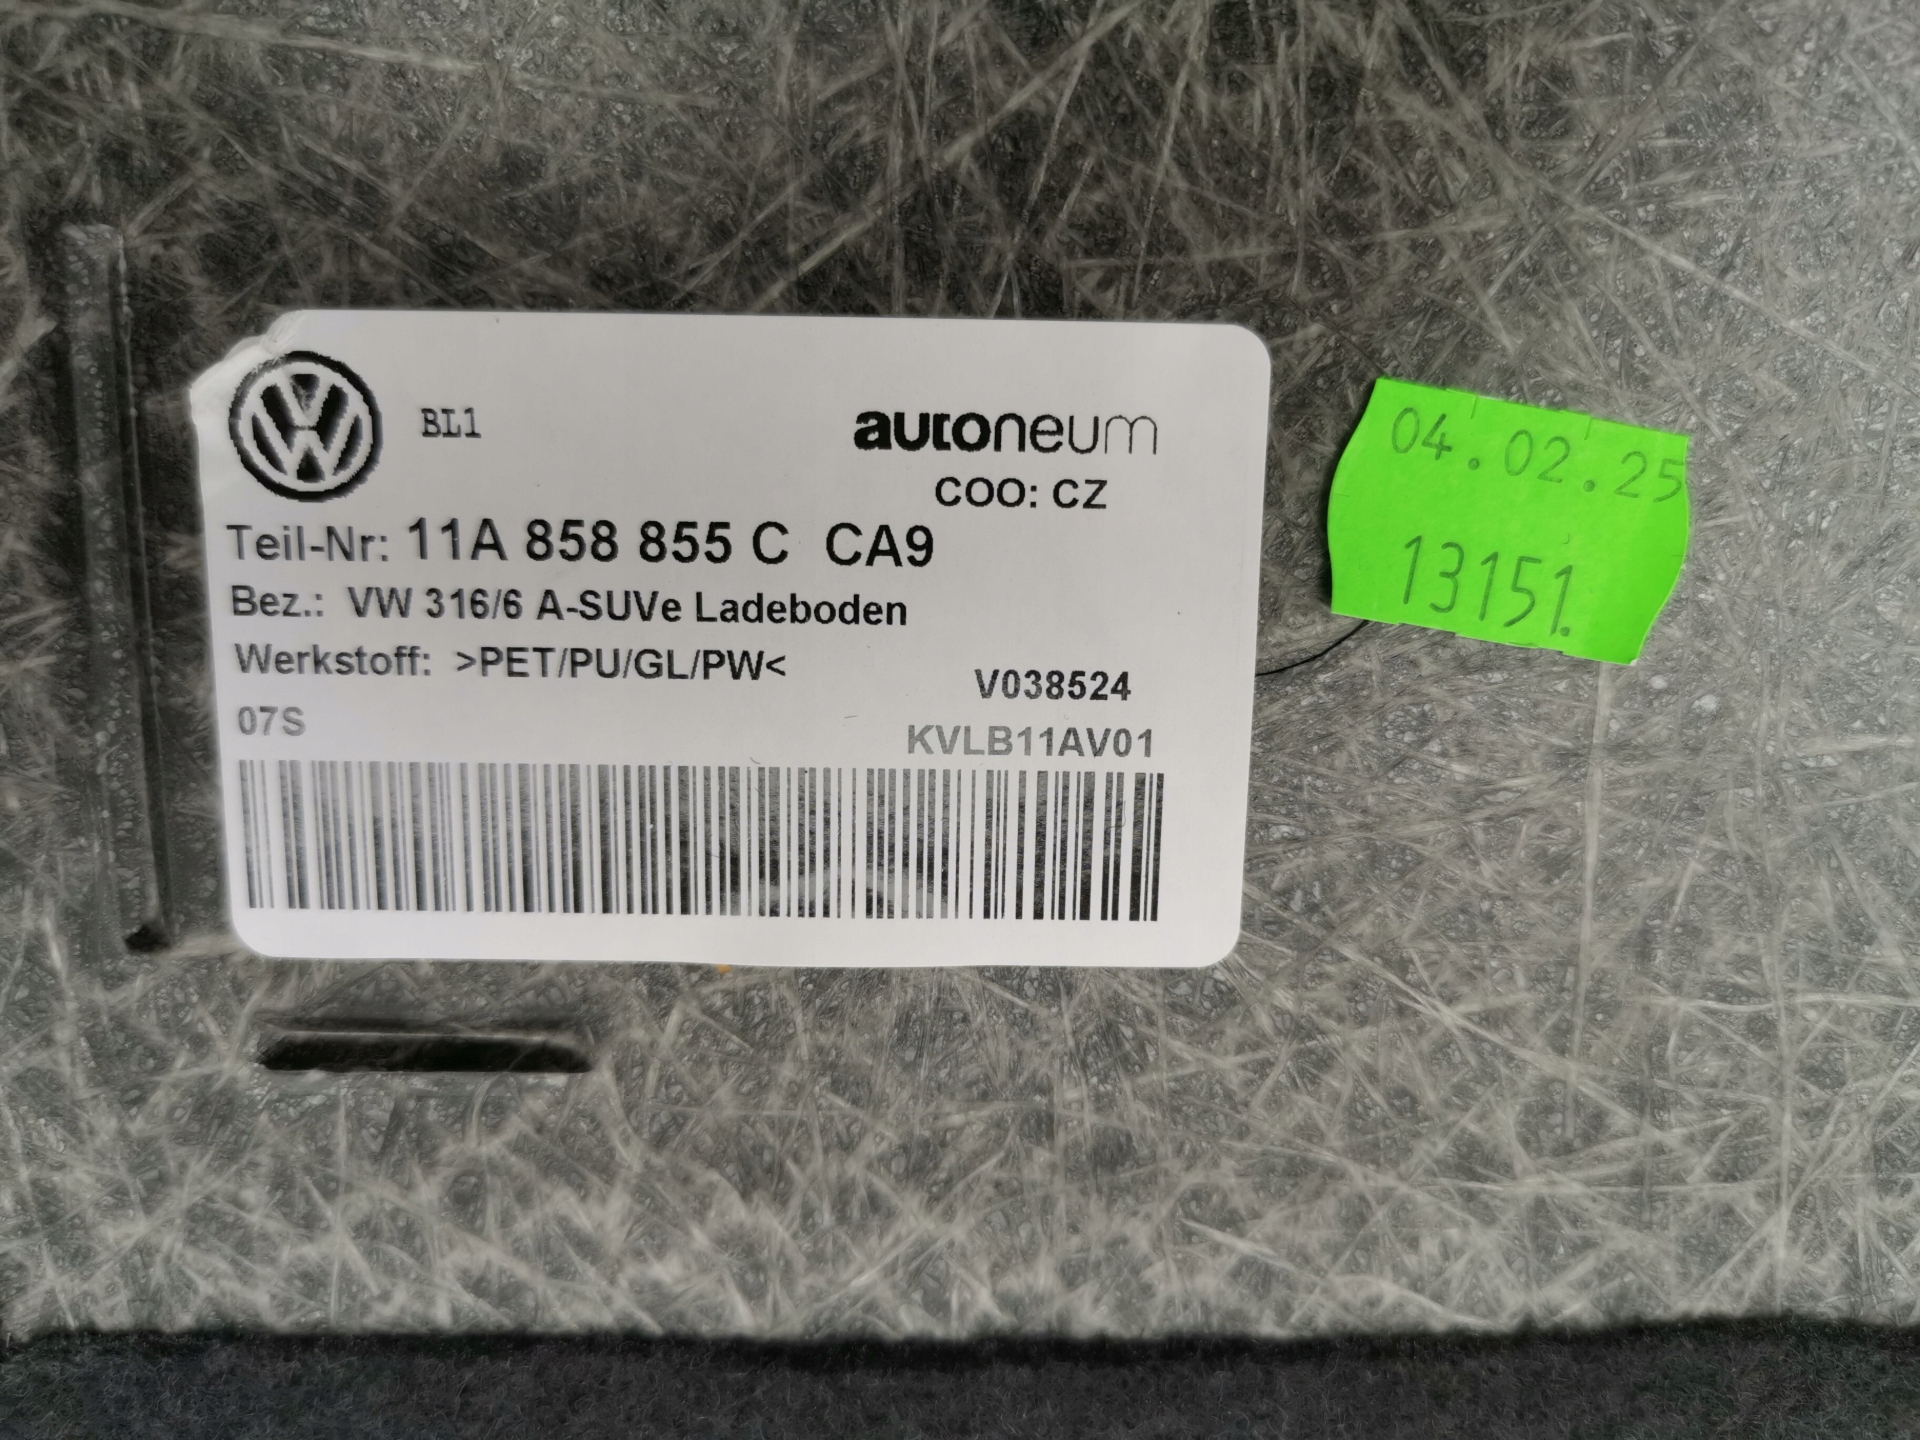 BL1
autoneum
COO: CZ
Teil-Nr: 11A 858 855 C CA9
Bez.: VW 316/6 A-SUVe Ladeboden
Werkstoff: >PET/PU/GL/PW<
V038524
07S
KVLB11AV01
04.02.25
13151.